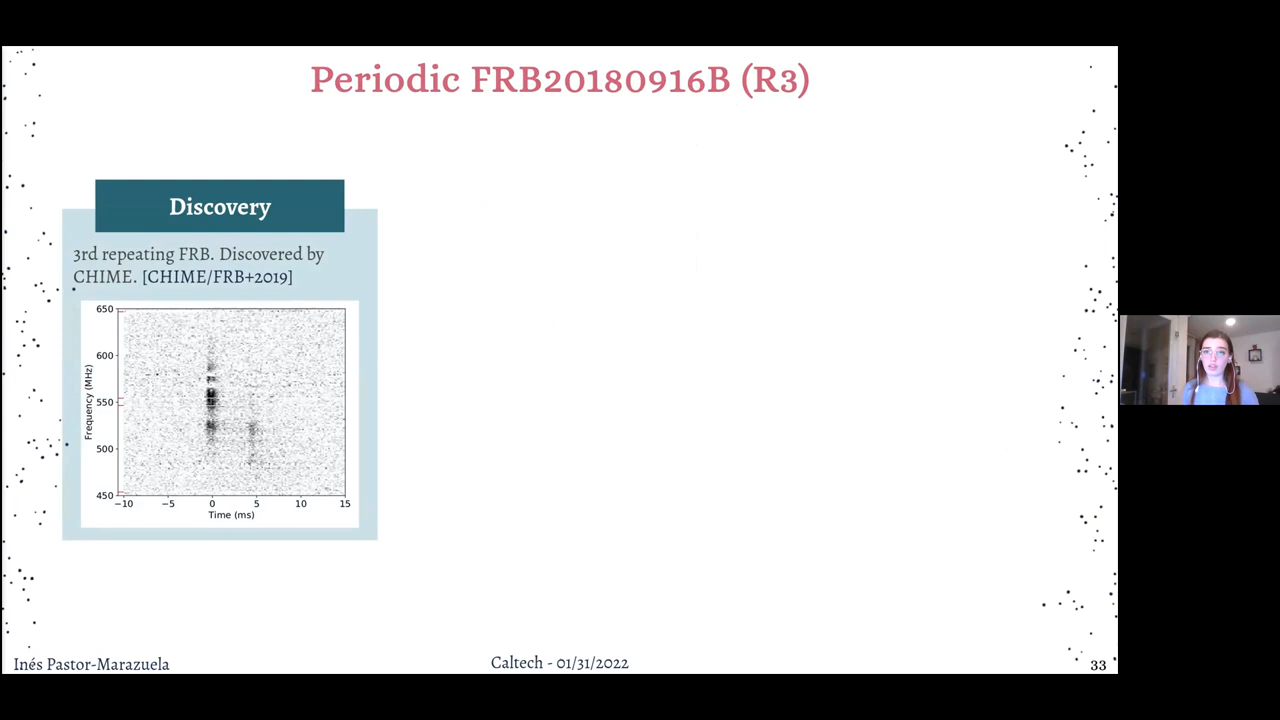 Periodic FRB20180916B (R3)
Discovery
3rd repeating FRB. Discovered by
CHIME. [CHIME/FRB+2019]
650
600
550
500
450
Frequency (MHz)
−10 −5 0 5 10 15
Time (ms)
Inés Pastor-Marazuela
Caltech - 01/31/2022
33